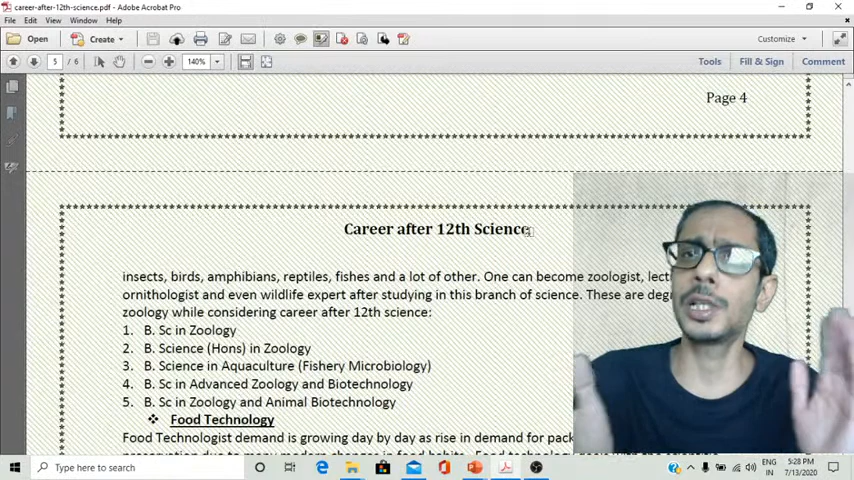 career-after-12th-science.pdf - Adobe Acrobat Pro
File Edit View Window Help
Open Create Customize
5 / 6 140% Tools Fill & Sign Comment
Page 4
Career after 12th Science
insects, birds, amphibians, reptiles, fishes and a lot of other. One can become zoologist, lect
ornithologist and even wildlife expert after studying in this branch of science. These are degr
zoology while considering career after 12th science:
1. B. Sc in Zoology
2. B. Science (Hons) in Zoology
3. B. Science in Aquaculture (Fishery Microbiology)
4. B. Sc in Advanced Zoology and Biotechnology
5. B. Sc in Zoology and Animal Biotechnology
❖ Food Technology
Food Technologist demand is growing day by day as rise in demand for pack
Type here to search
ENG 5:28 PM
IN 7/13/2020